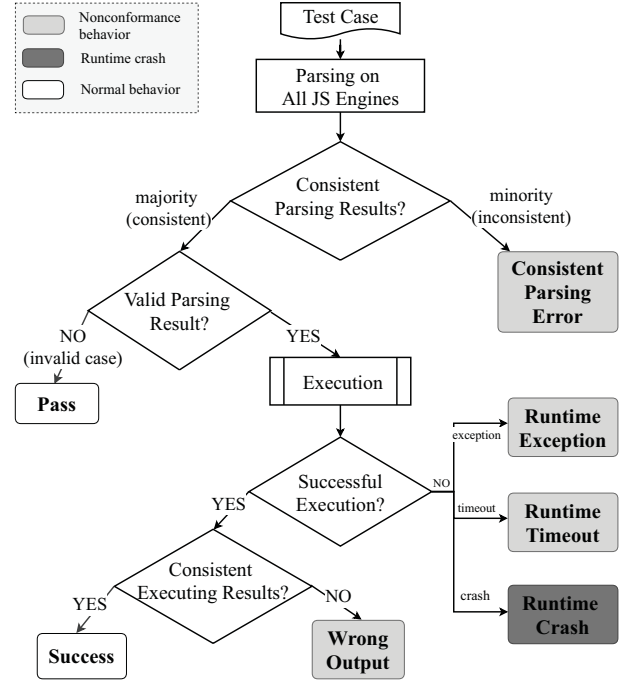 Nonconformance
behavior
Runtime crash
Normal behavior
Test Case
Parsing on
All JS Engines
Consistent
Parsing Results?
majority
(consistent)
minority
(inconsistent)
Consistent
Parsing
Error
Valid Parsing
Result?
NO
(invalid case)
YES
Pass
Execution
Successful
Execution?
NO
exception
Runtime
Exception
timeout
Runtime
Timeout
crash
Runtime
Crash
YES
Consistent
Executing Results?
YES
NO
Success
Wrong
Output